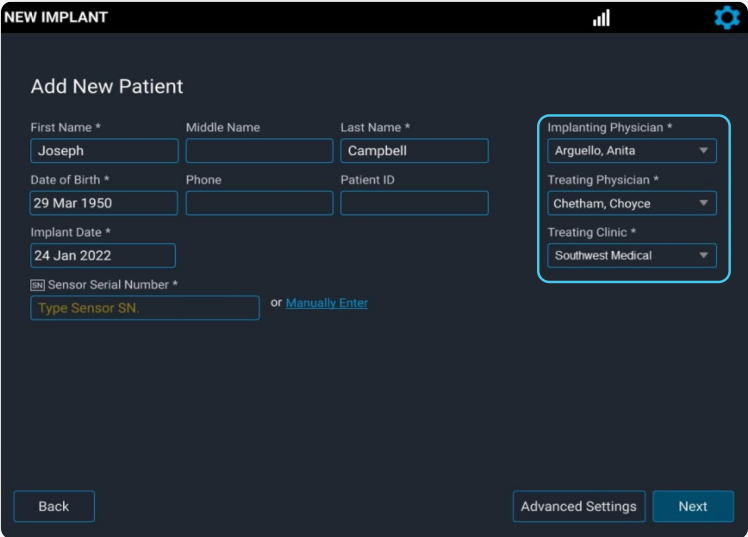 NEW IMPLANT
Add New Patient
First Name *
Middle Name
Last Name *
Implanting Physician *
Joseph
Campbell
Arguello, Anita
Date of Birth *
Phone
Patient ID
Treating Physician *
29 Mar 1950
Chetham, Choyce
Implant Date *
Treating Clinic *
24 Jan 2022
Southwest Medical
SN Sensor Serial Number *
Type Sensor SN.
or Manually Enter
Back
Advanced Settings
Next